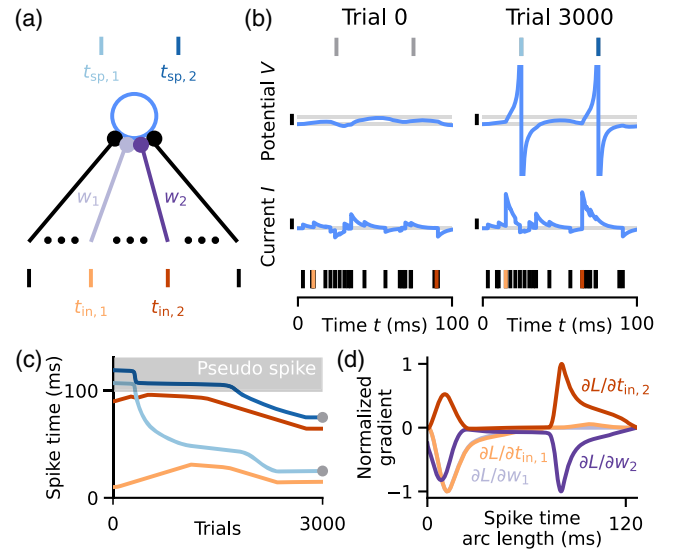 (a)
t_sp, 1
t_sp, 2
w_1
w_2
t_in, 1
t_in, 2
(b)
Trial 0
Trial 3000
Potential V
Current I
0
100
0
100
Time t (ms)
Time t (ms)
(c)
Spike time (ms)
100
0
Pseudo spike
0
3000
Trials
(d)
Normalized
gradient
1
0
−1
∂L/∂t_in, 2
∂L/∂t_in, 1
∂L/∂w_1
∂L/∂w_2
0
120
Spike time
arc length (ms)